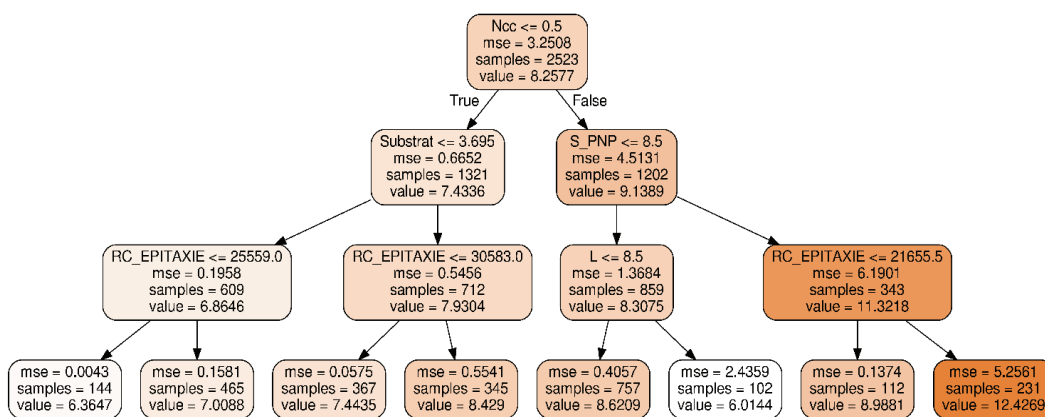 Ncc <= 0.5
mse = 3.2508
samples = 2523
value = 8.2577
True
False
Substrat <= 3.695
mse = 0.6652
samples = 1321
value = 7.4336
S_PNP <= 8.5
mse = 4.5131
samples = 1202
value = 9.1389
RC_EPITAXIE <= 25559.0
mse = 0.1958
samples = 609
value = 6.8646
RC_EPITAXIE <= 30583.0
mse = 0.5456
samples = 712
value = 7.9304
L <= 8.5
mse = 1.3684
samples = 859
value = 8.3075
RC_EPITAXIE <= 21655.5
mse = 6.1901
samples = 343
value = 11.3218
mse = 0.0043
samples = 144
value = 6.3647
mse = 0.1581
samples = 465
value = 7.0088
mse = 0.0575
samples = 367
value = 7.4435
mse = 0.5541
samples = 345
value = 8.429
mse = 0.4057
samples = 757
value = 8.6209
mse = 2.4359
samples = 102
value = 6.0144
mse = 0.1374
samples = 112
value = 8.9881
mse = 5.2561
samples = 231
value = 12.4269